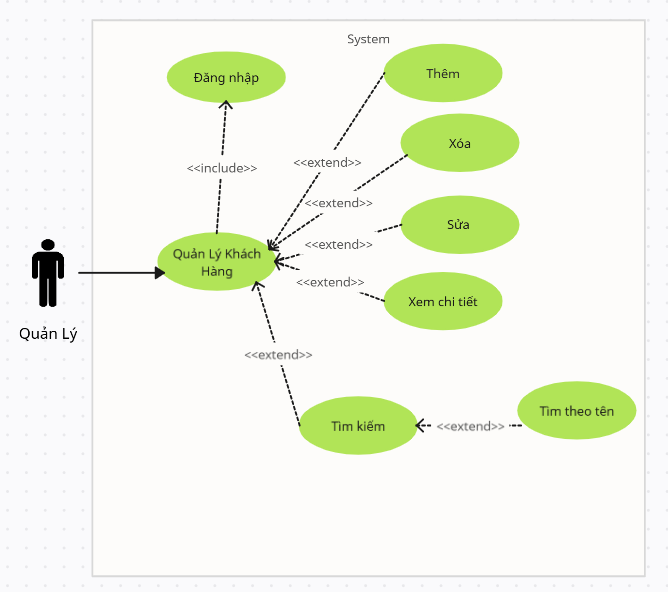 System
Đăng nhập
Thêm
Xóa
<<include>>
<<extend>>
<<extend>>
Sửa
<<extend>>
Quản Lý Khách
Hàng
<<extend>>
Xem chi tiết
Quản Lý
<<extend>>
Tìm kiếm
<<extend>>
Tìm theo tên